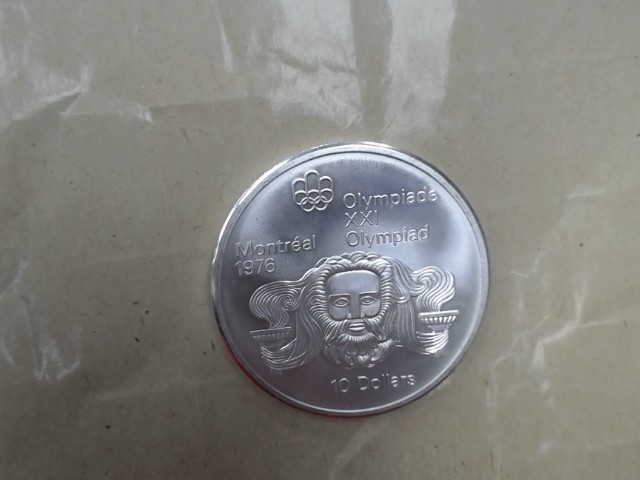 Olympiade
XXI
Olympiad
Montréal
1976
10 Dollars